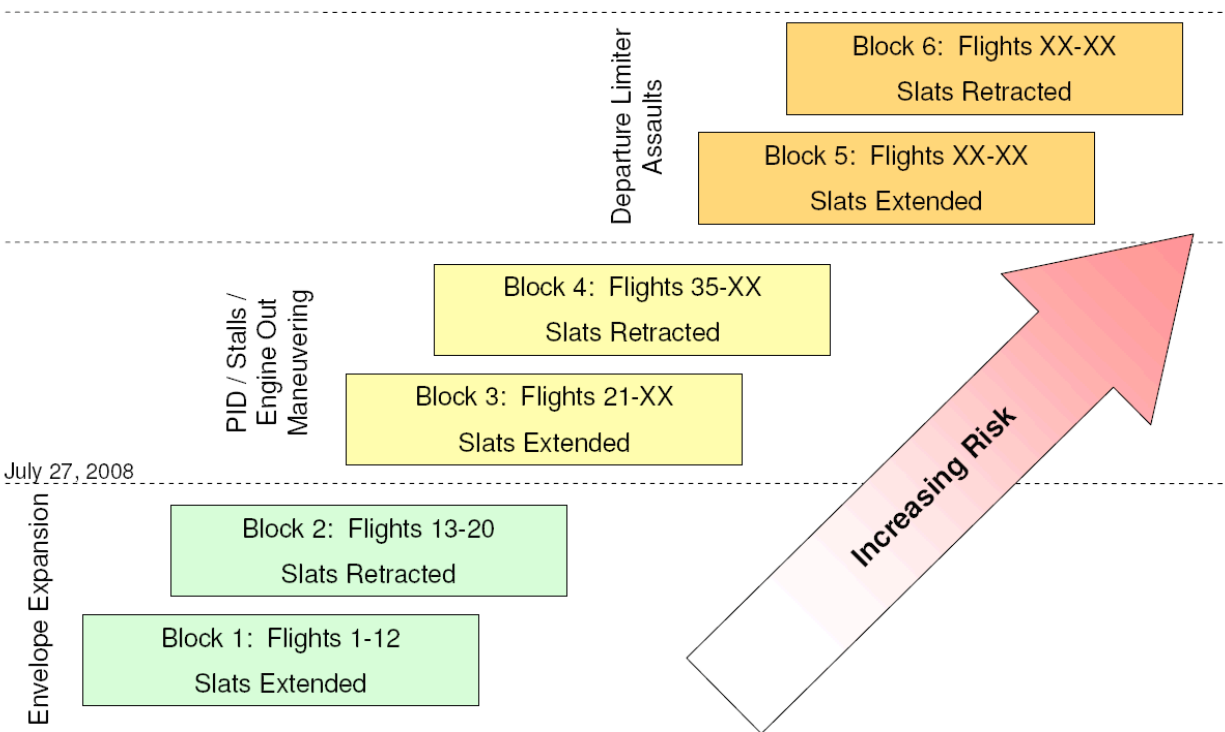 Departure Limiter
Assaults
Block 6:  Flights XX-XX
Slats Retracted
Block 5:  Flights XX-XX
Slats Extended
PID / Stalls /
Engine Out
Maneuvering
Block 4:  Flights 35-XX
Slats Retracted
Block 3:  Flights 21-XX
Slats Extended
July 27, 2008
Envelope Expansion
Block 2:  Flights 13-20
Slats Retracted
Block 1:  Flights 1-12
Slats Extended
Increasing Risk